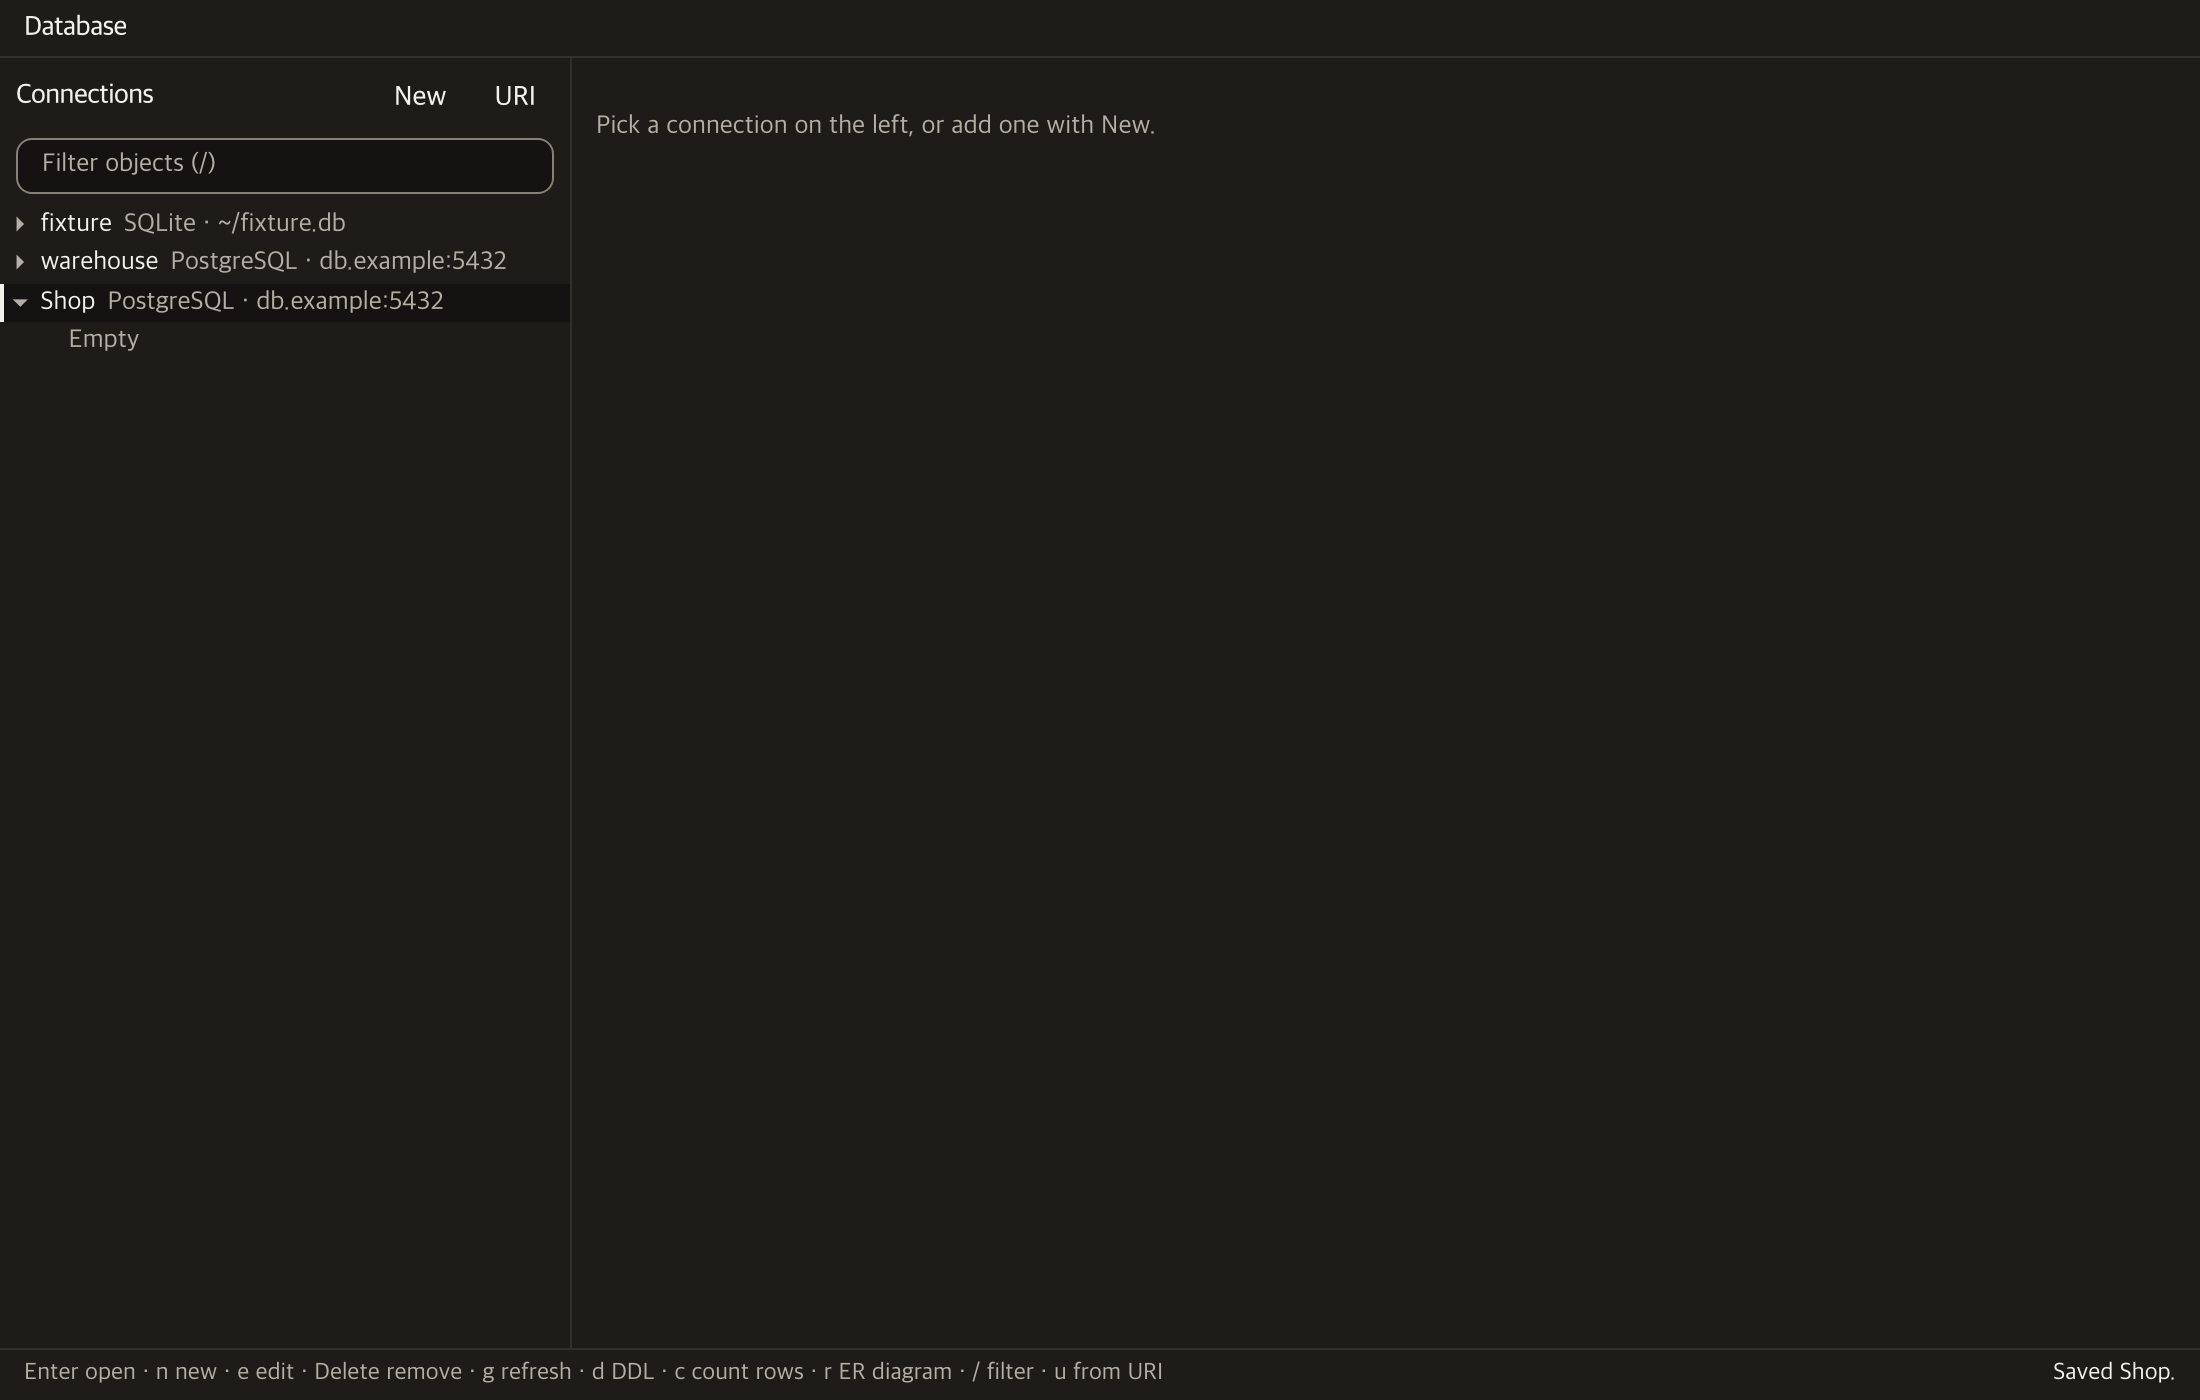 Database
Connections New URI
Filter objects (/)
fixture SQLite · ~/fixture.db
warehouse PostgreSQL · db.example:5432
Shop PostgreSQL · db.example:5432
Empty
Pick a connection on the left, or add one with New.
Enter open · n new · e edit · Delete remove · g refresh · d DDL · c count rows · r ER diagram · / filter · u from URI
Saved Shop.